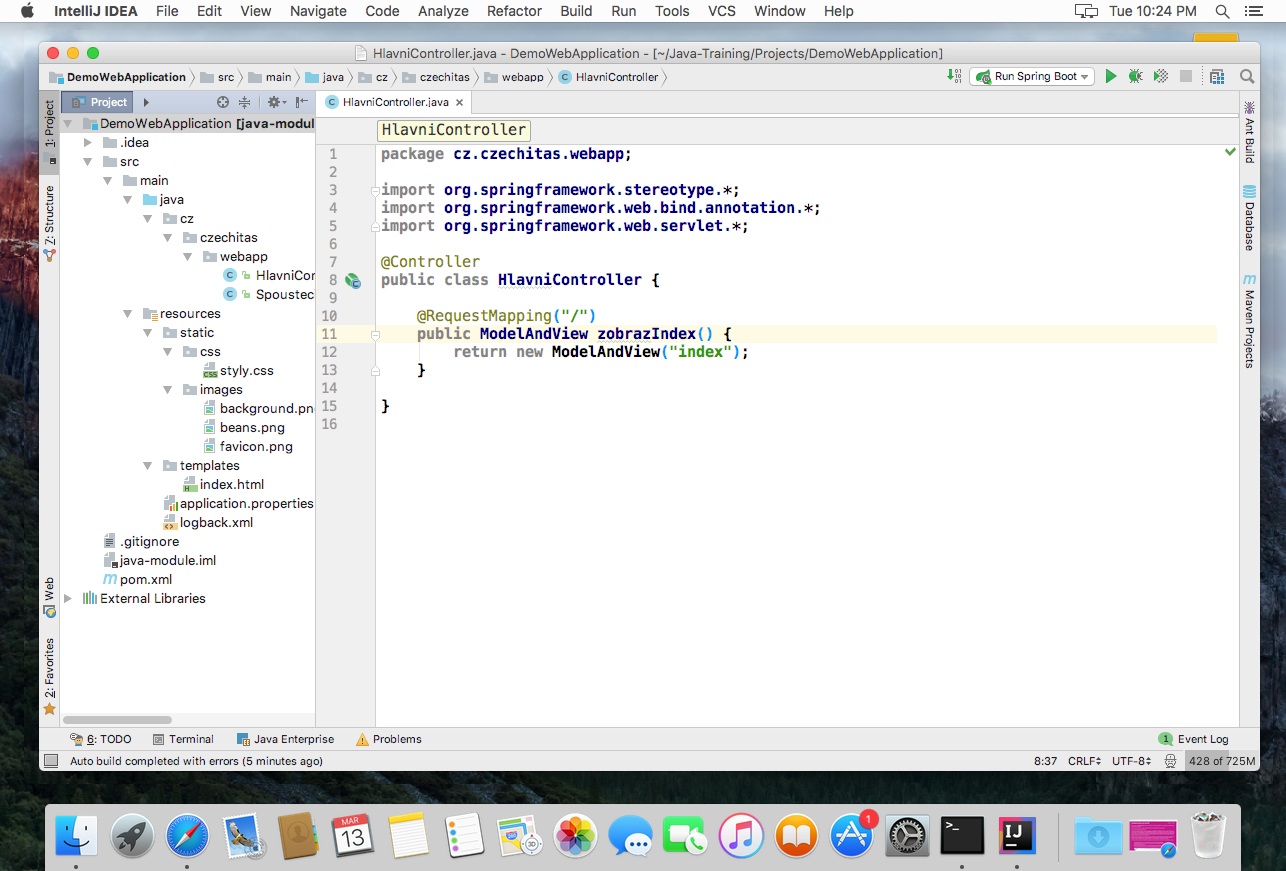 IntelliJ IDEA File Edit View Navigate Code Analyze Refactor Build Run Tools VCS Window Help Tue 10:24 PM
HlavniController.java - DemoWebApplication - [~/Java-Training/Projects/DemoWebApplication]
DemoWebApplication src main java cz czechitas webapp HlavniController Run Spring Boot
Project HlavniController.java
1: Project
7: Structure
Web
2: Favorites
DemoWebApplication [java-modul
.idea
src
main
java
cz
czechitas
webapp
HlavniCor
Spoustec
resources
static
css
styly.css
images
background.pn
beans.png
favicon.png
templates
index.html
application.properties
logback.xml
.gitignore
java-module.iml
pom.xml
External Libraries
HlavniController
1 package cz.czechitas.webapp;
2
3 import org.springframework.stereotype.*;
4 import org.springframework.web.bind.annotation.*;
5 import org.springframework.web.servlet.*;
6
7 @Controller
8 public class HlavniController {
9
10 @RequestMapping("/")
11 public ModelAndView zobrazIndex() {
12 return new ModelAndView("index");
13 }
14
15 }
16
Ant Build
Database
Maven Projects
6: TODO Terminal Java Enterprise Problems 1 Event Log
Auto build completed with errors (5 minutes ago) 8:37 CRLF UTF-8 428 of 725M
MAR
13
3D
1
>_
IJ